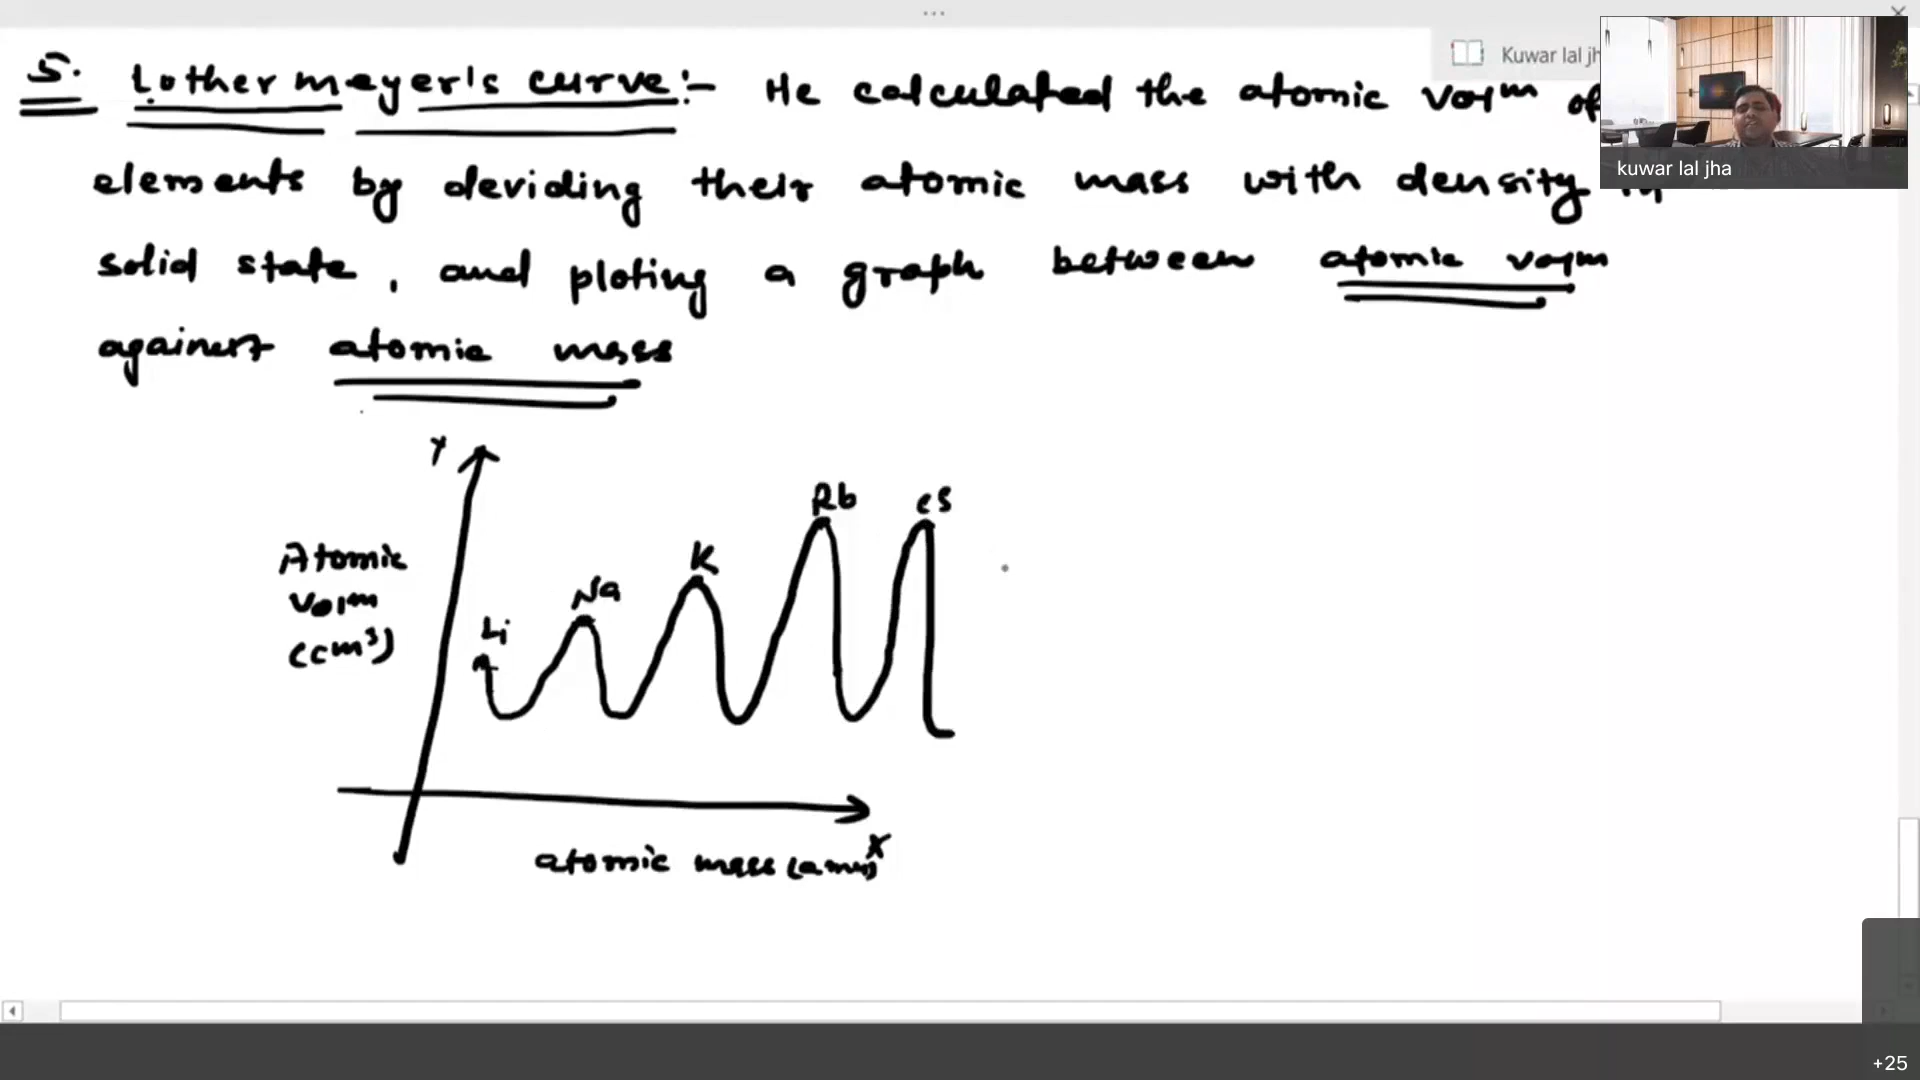 5. Lother meyer's curve:- He calculated the atomic volm of
elements by deviding their atomic mass with density in
solid state, and ploting a graph between atomic volm
against atomic mass
Y
Atomic
volm
(cm³)
Li
Na
K
Rb
cs
X
atomic mass (amu)
Kuwar lal jh
kuwar lal jha
+25